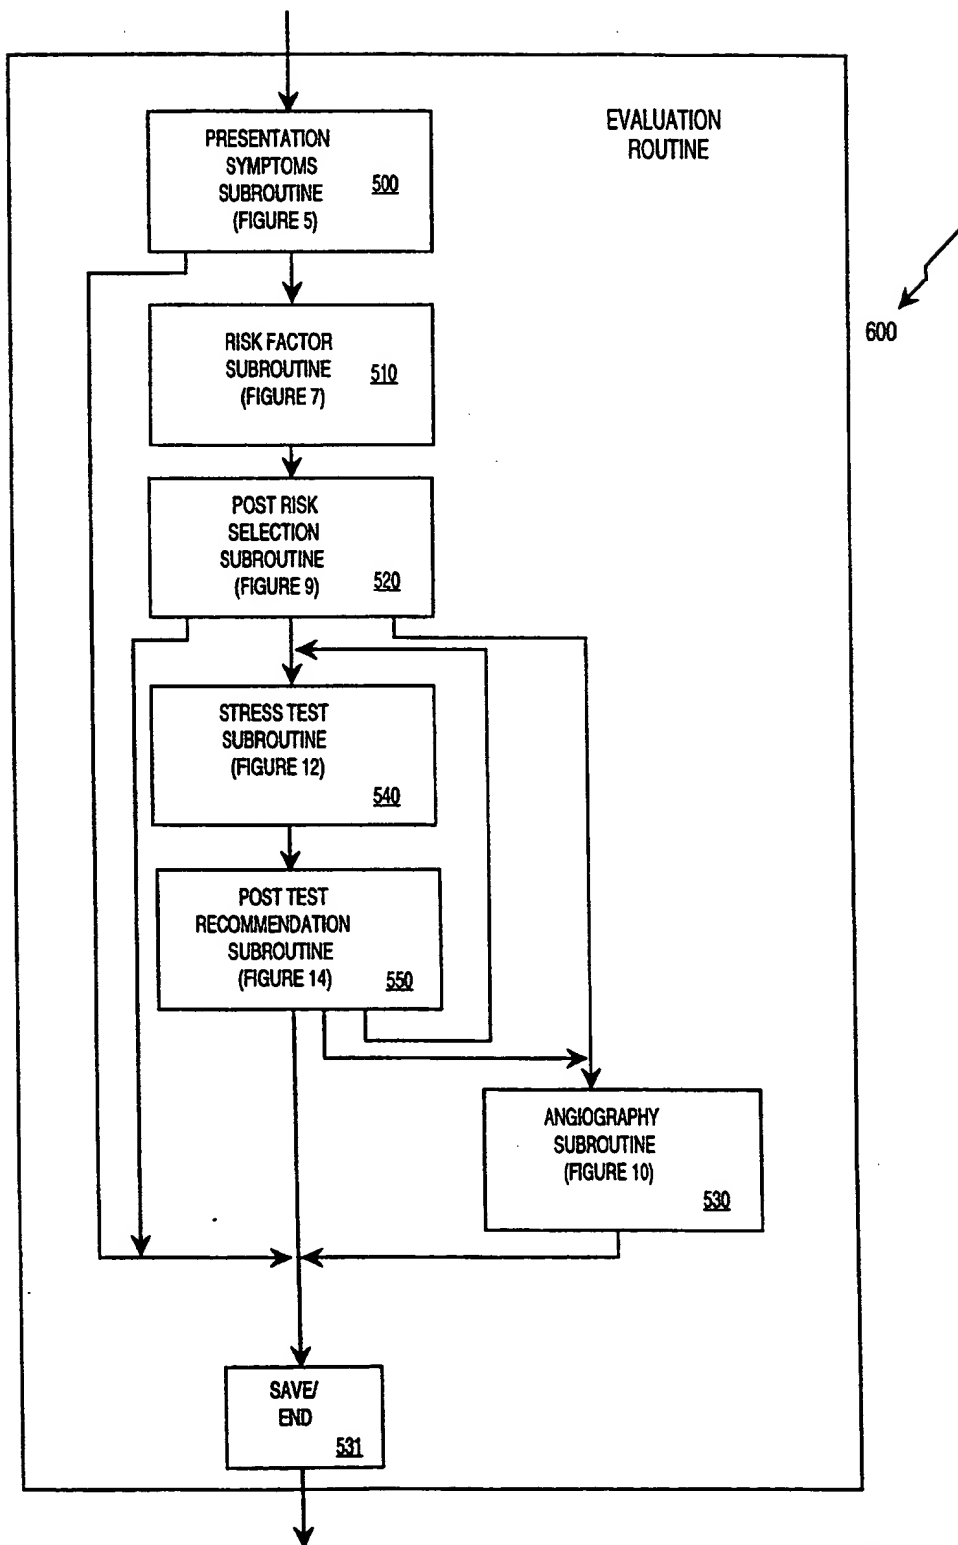 EVALUATION
ROUTINE
PRESENTATION
SYMPTOMS
SUBROUTINE
(FIGURE 5)
500
600
RISK FACTOR
SUBROUTINE
(FIGURE 7)
510
POST RISK
SELECTION
SUBROUTINE
(FIGURE 9)
520
STRESS TEST
SUBROUTINE
(FIGURE 12)
540
POST TEST
RECOMMENDATION
SUBROUTINE
(FIGURE 14)
550
ANGIOGRAPHY
SUBROUTINE
(FIGURE 10)
530
SAVE/
END
531